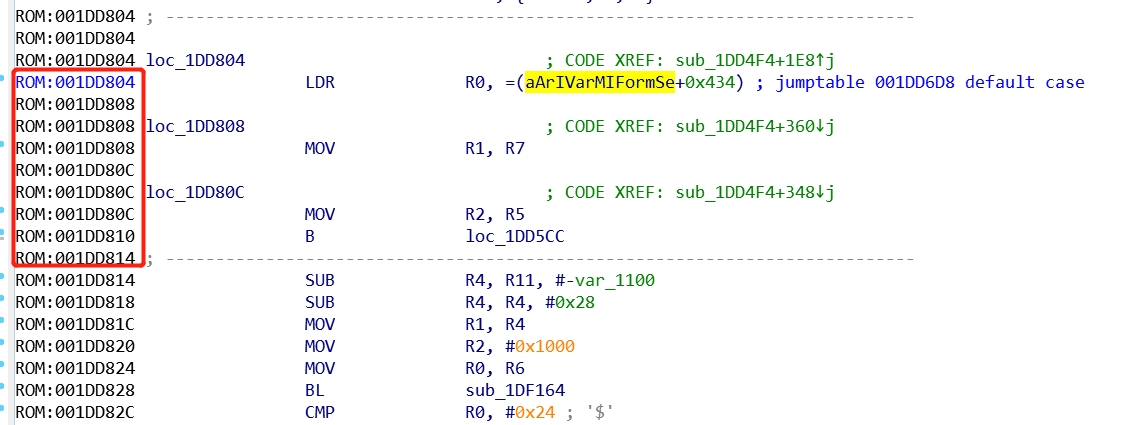 ROM:001DD804 ; ---------------------------------------------------------------------------
ROM:001DD804
ROM:001DD804 loc_1DD804 ; CODE XREF: sub_1DD4F4+1E8↑j
ROM:001DD804 LDR R0, =(aArIVarMIFormSe+0x434) ; jumptable 001DD6D8 default case
ROM:001DD808
ROM:001DD808 loc_1DD808 ; CODE XREF: sub_1DD4F4+360↓j
ROM:001DD808 MOV R1, R7
ROM:001DD80C
ROM:001DD80C loc_1DD80C ; CODE XREF: sub_1DD4F4+348↓j
ROM:001DD80C MOV R2, R5
ROM:001DD810 B loc_1DD5CC
ROM:001DD814 ; ---------------------------------------------------------------------------
ROM:001DD814 SUB R4, R11, #-var_1100
ROM:001DD818 SUB R4, R4, #0x28
ROM:001DD81C MOV R1, R4
ROM:001DD820 MOV R2, #0x1000
ROM:001DD824 MOV R0, R6
ROM:001DD828 BL sub_1DF164
ROM:001DD82C CMP R0, #0x24 ; '$'